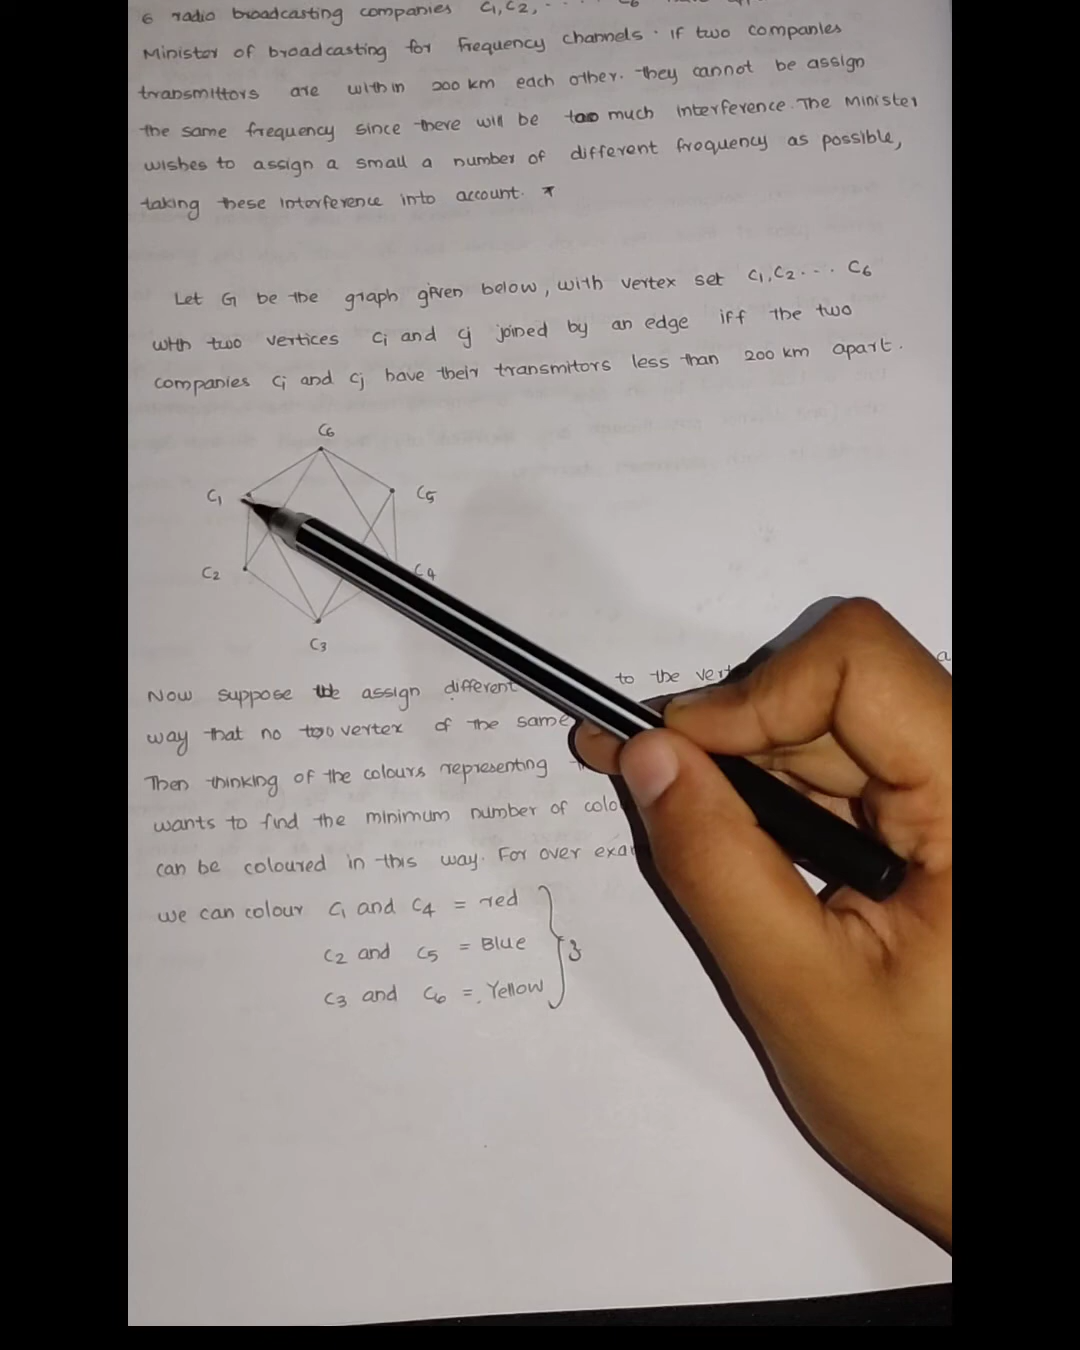 6 radio broadcasting companies C1, C2, . . . . C6
Minister of broadcasting for frequency channels. If two companies
transmittors are within 200 km each other. they cannot be assign
the same frequency since there will be too much interference. The Minister
wishes to assign a small a number of different frequency as possible,
taking these interference into account.
Let G be the graph given below, with vertex set C1, C2 . . . C6
with two vertices Ci and Cj joined by an edge iff the two
companies Ci and Cj have their transmitors less than 200 km apart.
C6
C1 C5
C2 C4
C3
Now suppose we assign different to the a
way that no two vertex of the same
Then thinking of the colours representing
wants to find the minimum number of
can be coloured in this way. For over
we can colour C1 and C4 = red
C2 and C5 = Blue } 3
C3 and C6 = Yellow